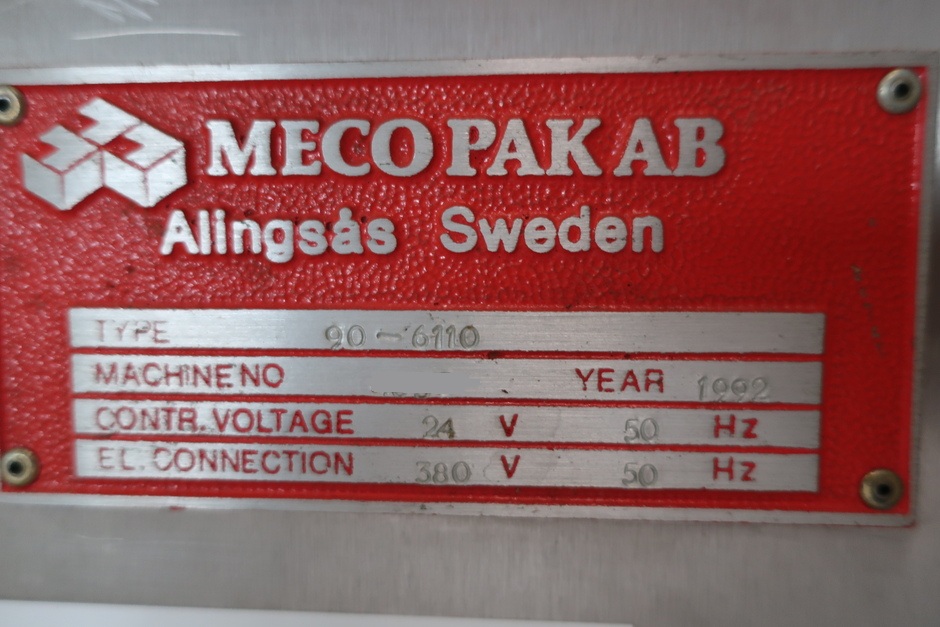 MECO PAK AB
Alingsås Sweden
TYPE 90-6110
MACHINE NO YEAR 1992
CONTR. VOLTAGE 24 V 50 Hz
EL. CONNECTION 380 V 50 Hz